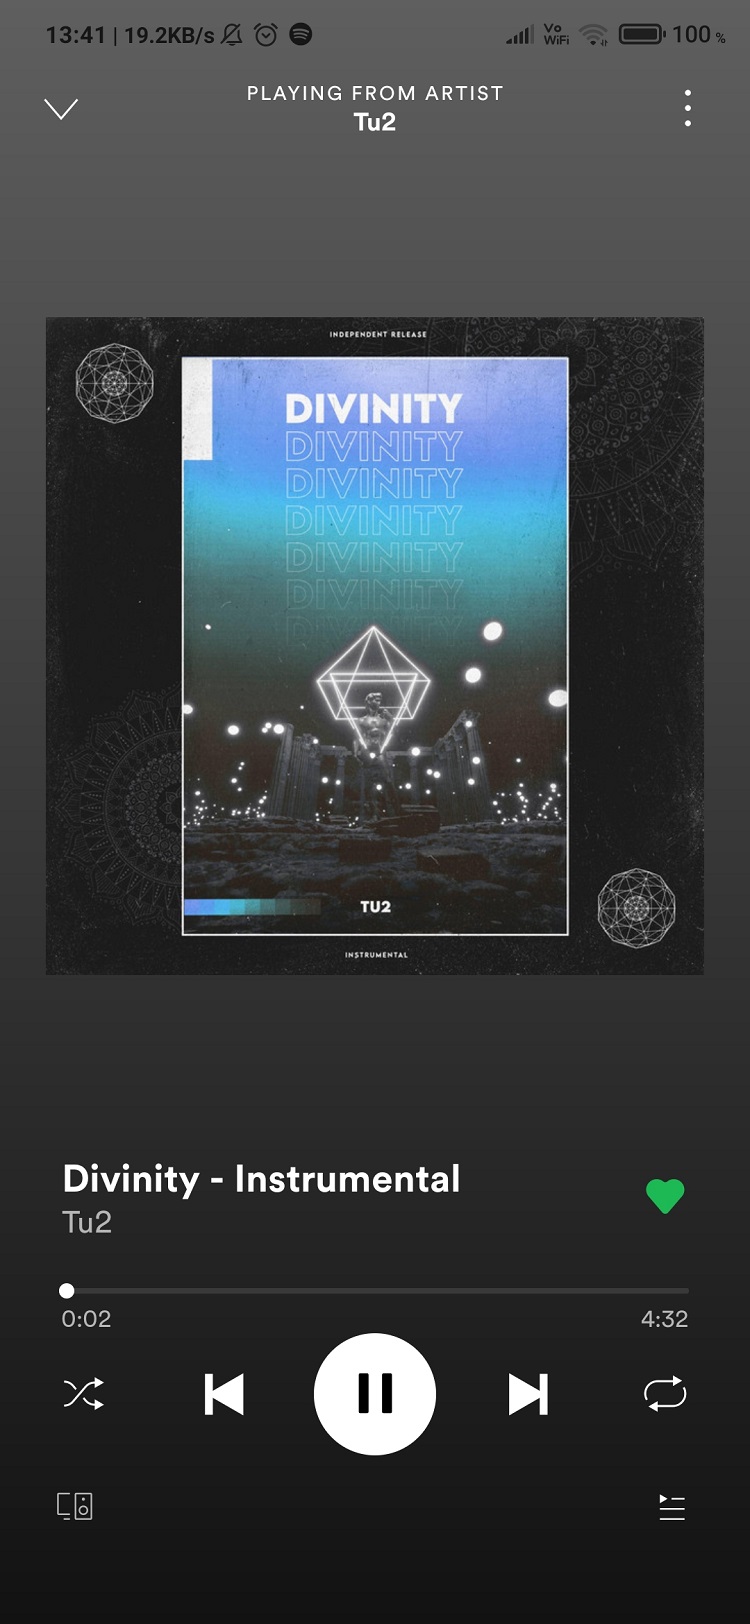 13:41 | 19.2KB/s Vo WiFi 100 %
PLAYING FROM ARTIST
Tu2
INDEPENDENT RELEASE
DIVINITY
DIVINITY
DIVINITY
DIVINITY
DIVINITY
DIVINITY
DIVINITY
TU2
INSTRUMENTAL
Divinity - Instrumental
Tu2
0:02 4:32